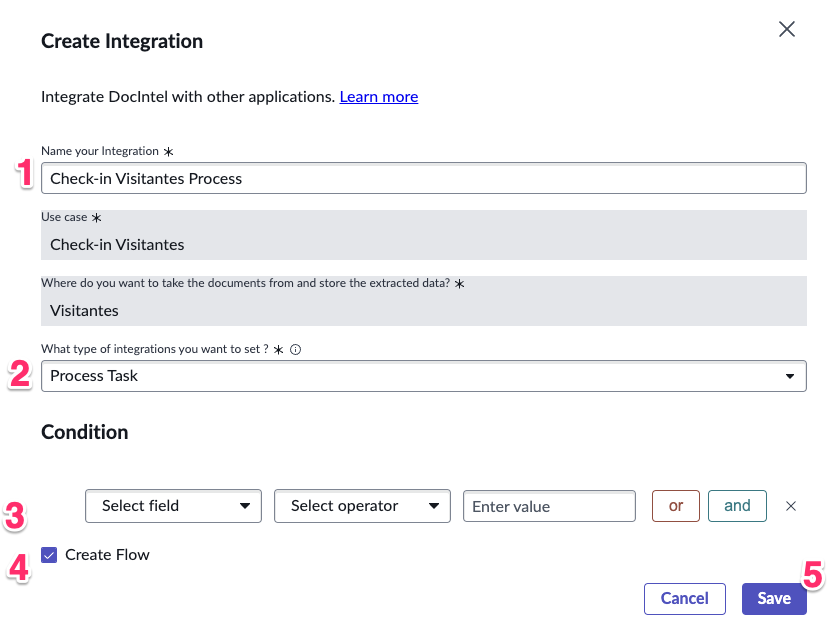 Create Integration
Integrate DocIntel with other applications. Learn more
Name your Integration *
1
Check-in Visitantes Process
Use case *
Check-in Visitantes
Where do you want to take the documents from and store the extracted data? *
Visitantes
What type of integrations you want to set ? *
2
Process Task
Condition
3
Select field Select operator Enter value or and
4
Create Flow
5
Cancel Save